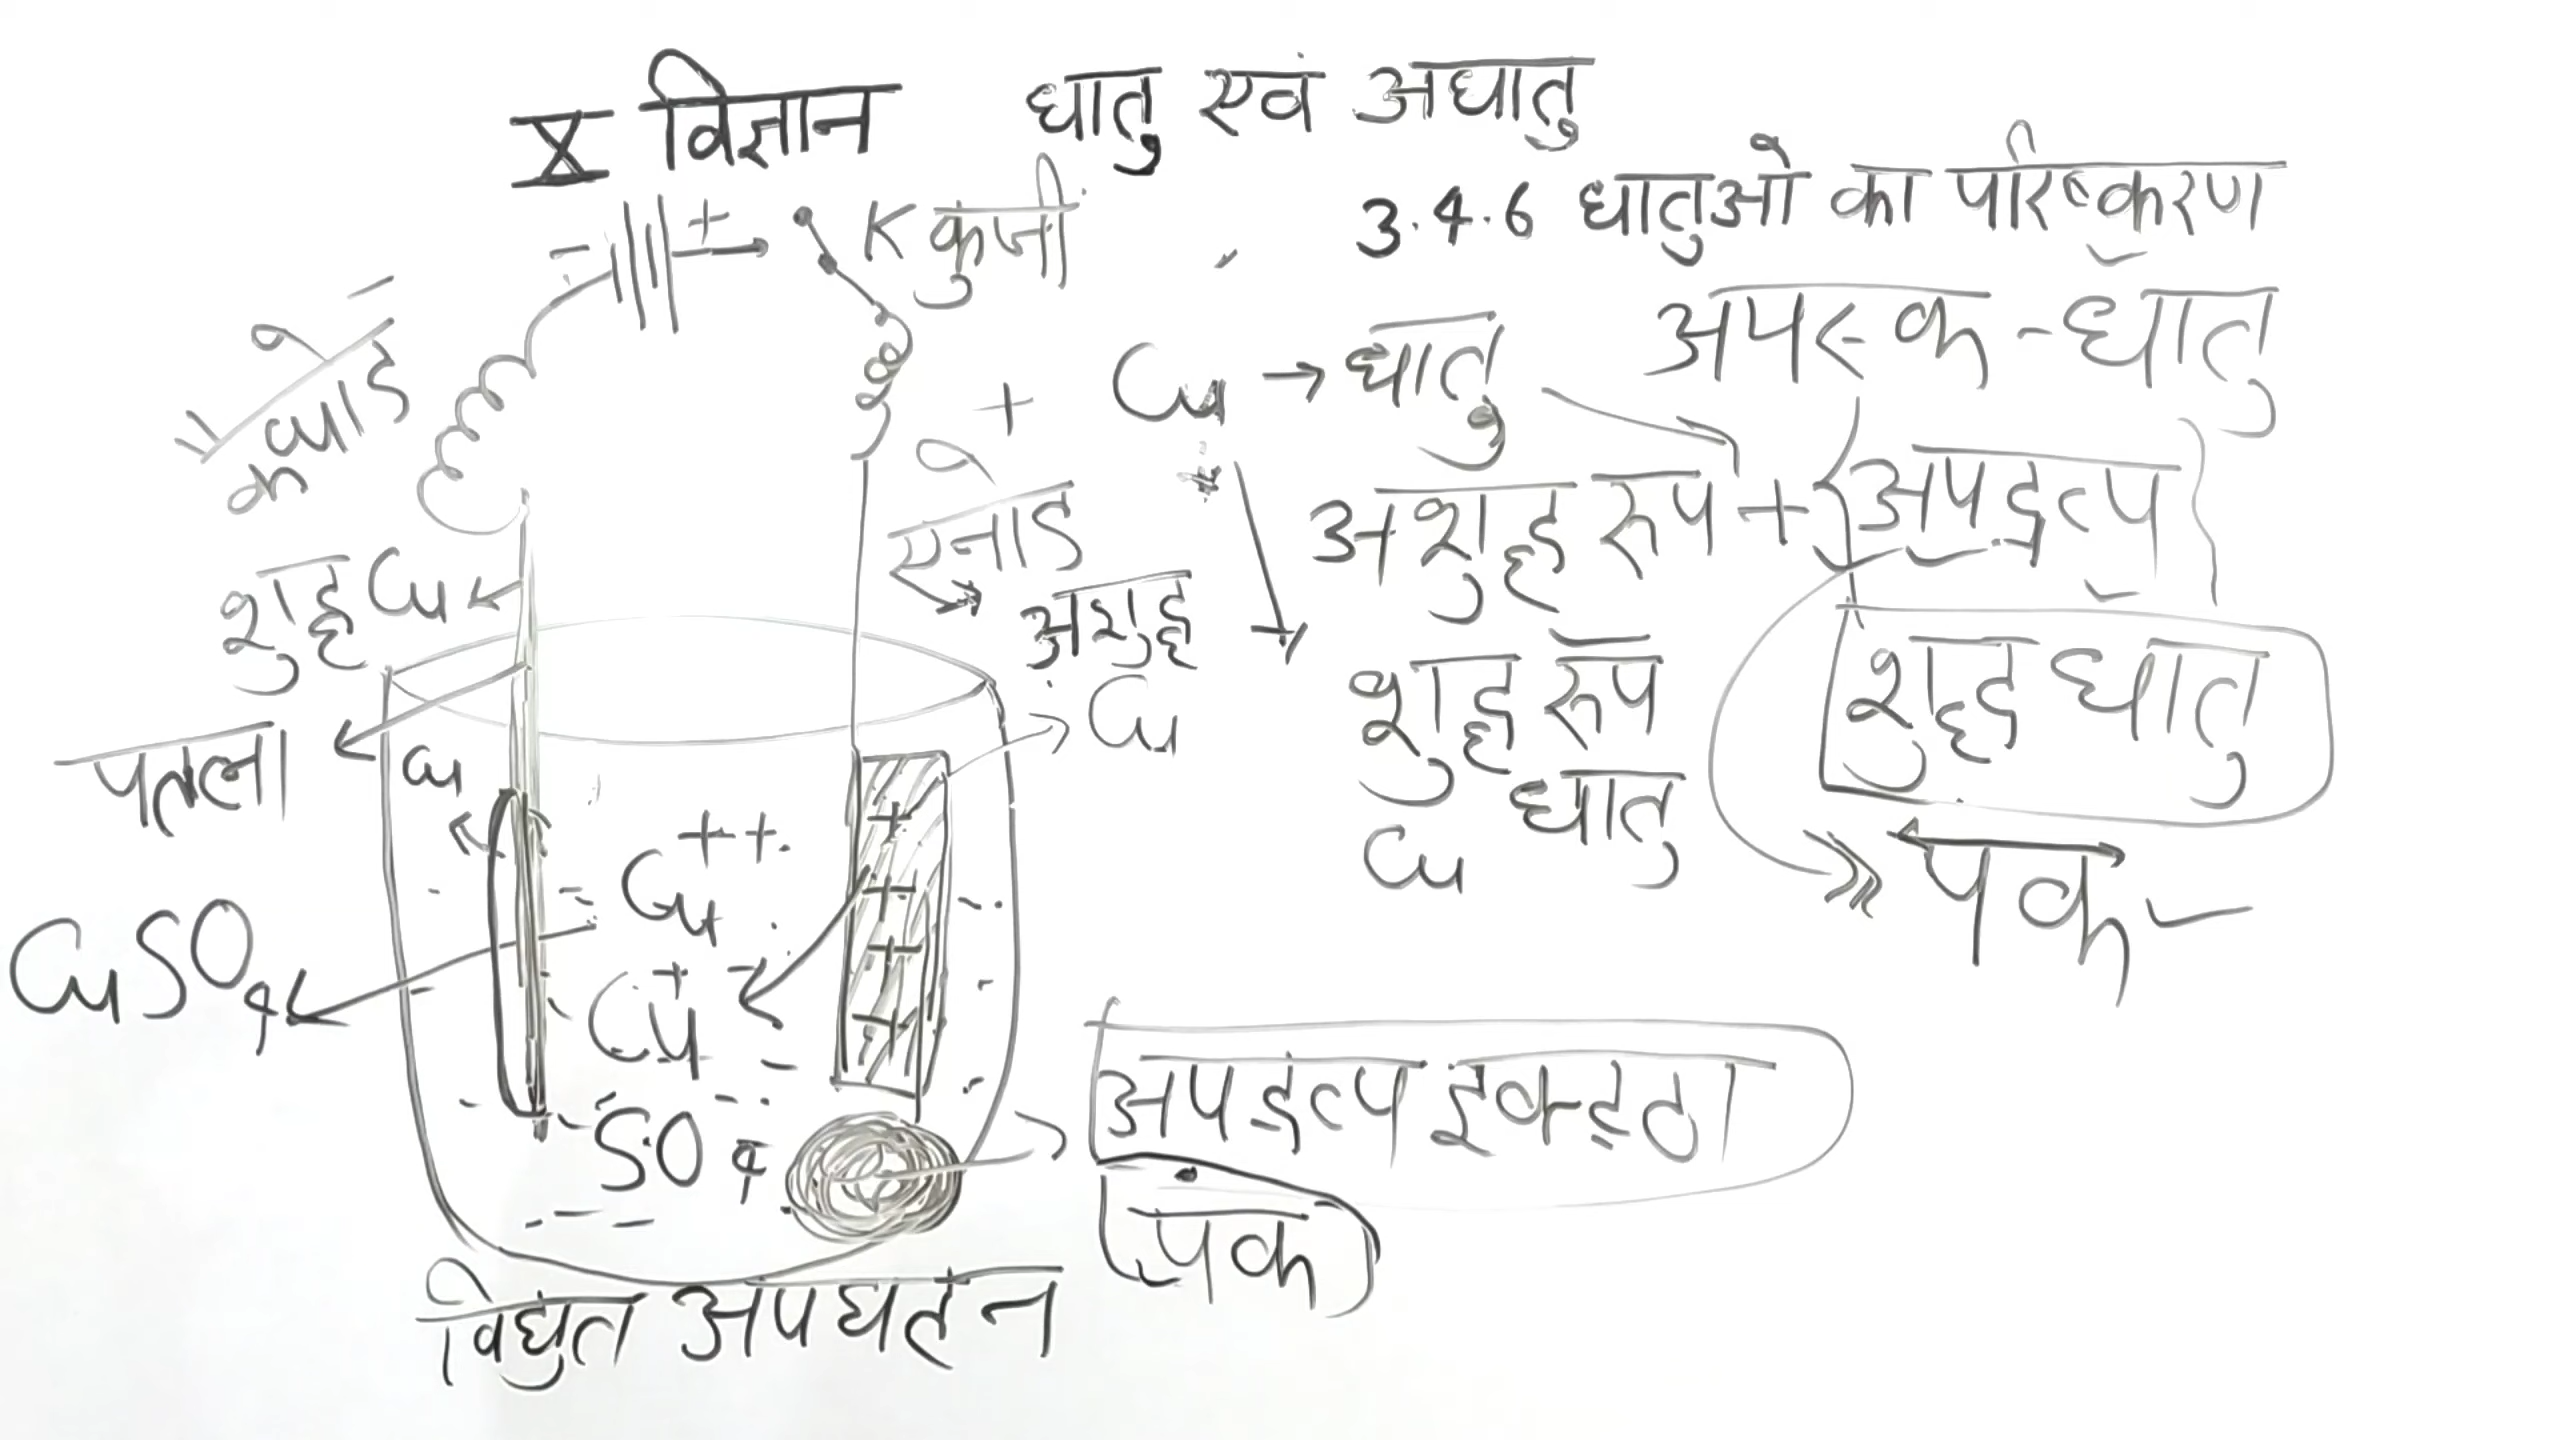 X विज्ञान धातु एवं अधातु
3.4.6 धातुओ का परिष्करण
- + K कुंजी
अयस्क - धातु
- कैथोड
+ Cu → धातु
एनोड
अशुद्ध रूप + अपद्रव्य
शुद्ध Cu
अशुद्ध
Cu
शुद्ध रूप
धातु
Cu
शुद्ध धातु
पतला
Cu
Cu++
पंक -
CuSO4
Cu+
SO4
अपद्रव्य इकट्ठा
पंक
विद्युत अपघटन